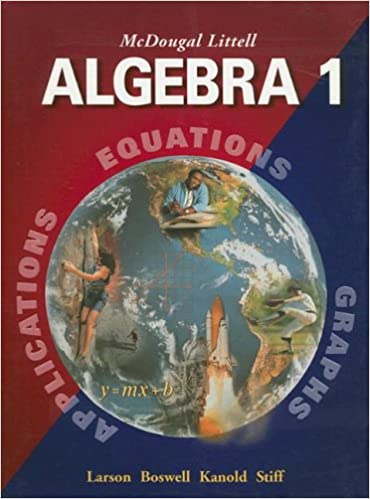 McDougal Littell
ALGEBRA 1
EQUATIONS
APPLICATIONS
GRAPHS
y = mx + b
Larson Boswell Kanold Stiff